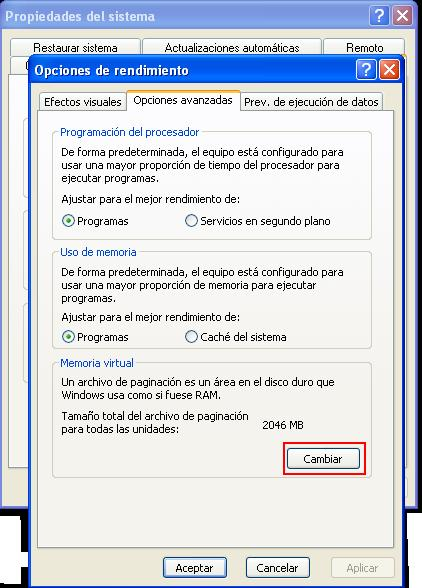 Propiedades del sistema
Restaurar sistema
Actualizaciones automáticas
Remoto
Opciones de rendimiento
Efectos visuales
Opciones avanzadas
Prev. de ejecución de datos
Programación del procesador
De forma predeterminada, el equipo está configurado para
usar una mayor proporción de tiempo del procesador para
ejecutar programas.
Ajustar para el mejor rendimiento de:
Programas
Servicios en segundo plano
Uso de memoria
De forma predeterminada, el equipo está configurado para
usar una mayor proporción de memoria para ejecutar
programas.
Ajustar para el mejor rendimiento de:
Programas
Caché del sistema
Memoria virtual
Un archivo de paginación es un área en el disco duro que
Windows usa como si fuese RAM.
Tamaño total del archivo de paginación
para todas las unidades:
2046 MB
Cambiar
Aceptar
Cancelar
Aplicar